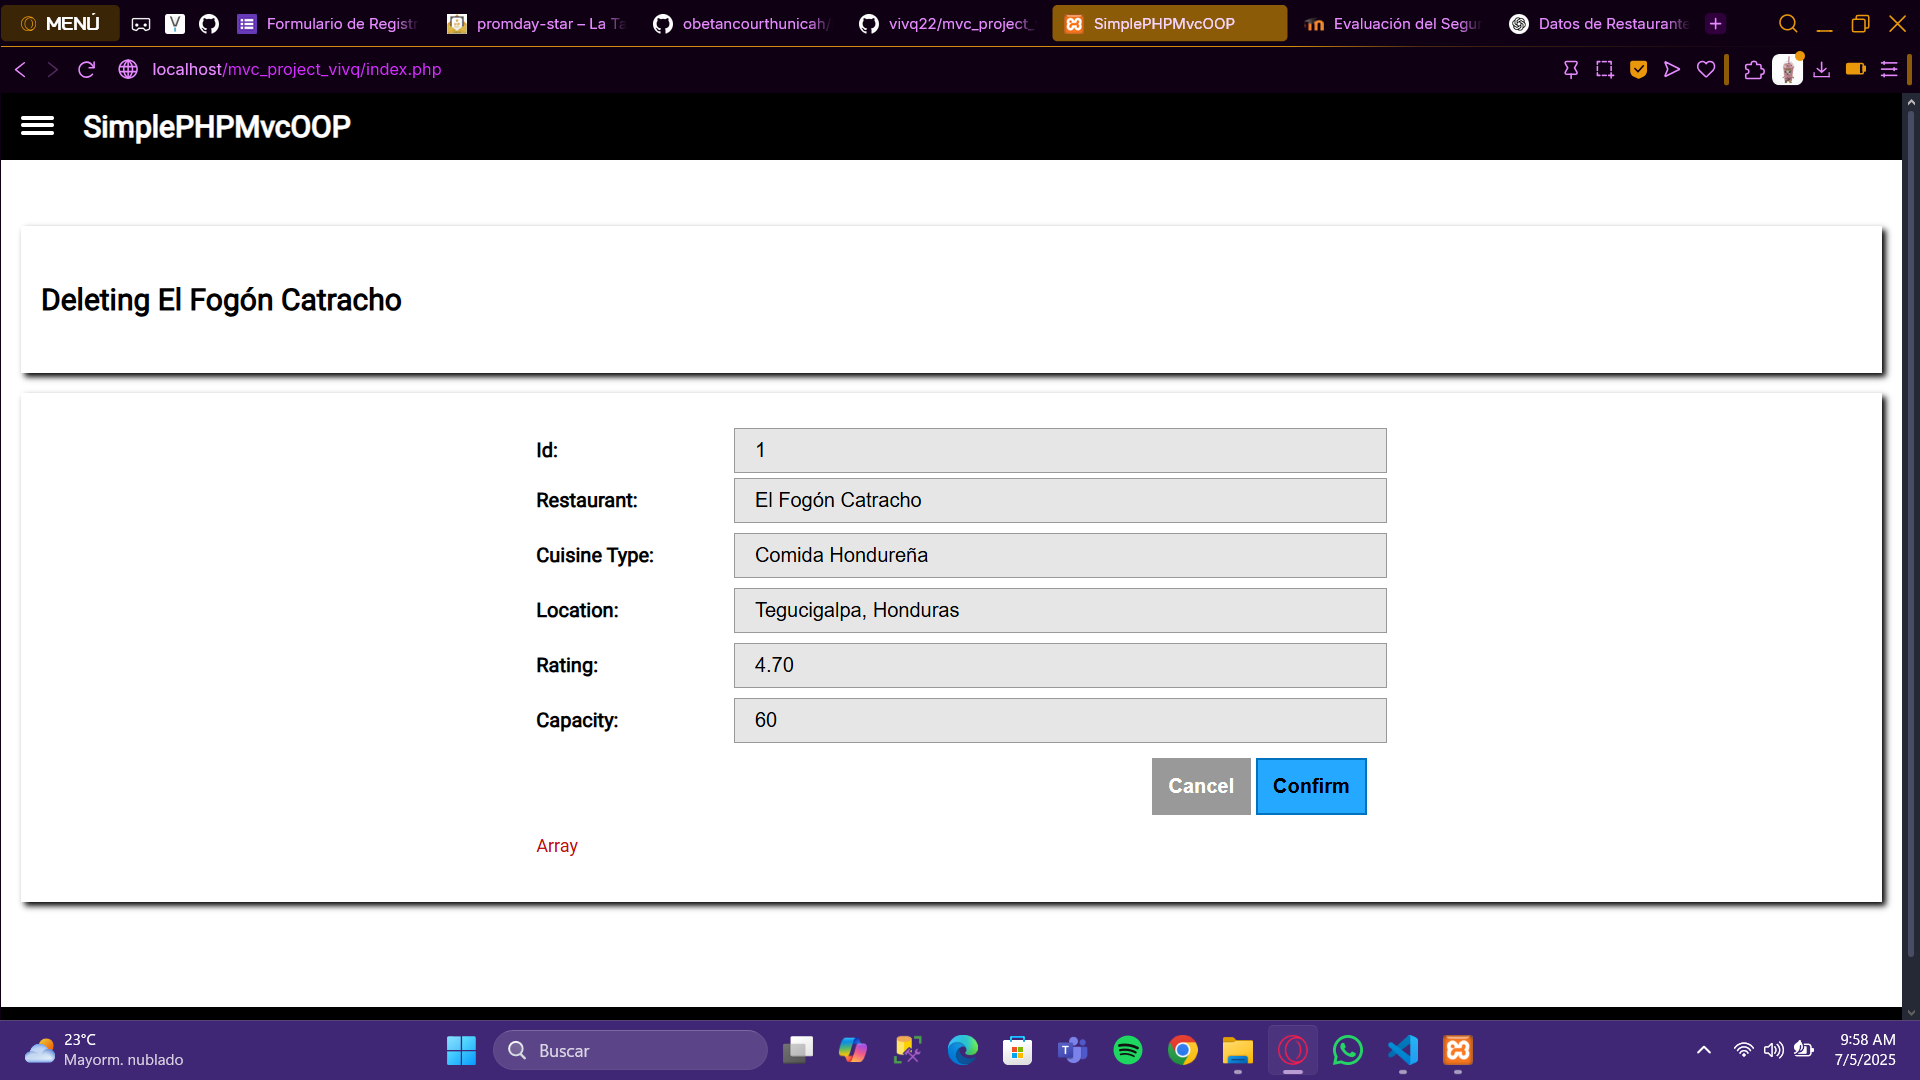 MENÚ
Formulario de Registr
promday-star – La Ta
obetancourthunicah/
vivq22/mvc_project_
SimplePHPMvcOOP
Evaluación del Segur
Datos de Restaurante
localhost/mvc_project_vivq/index.php
SimplePHPMvcOOP
Deleting El Fogón Catracho
Id: 1
Restaurant: El Fogón Catracho
Cuisine Type: Comida Hondureña
Location: Tegucigalpa, Honduras
Rating: 4.70
Capacity: 60
Cancel Confirm
Array
23°C
Mayorm. nublado
Buscar
9:58 AM
7/5/2025